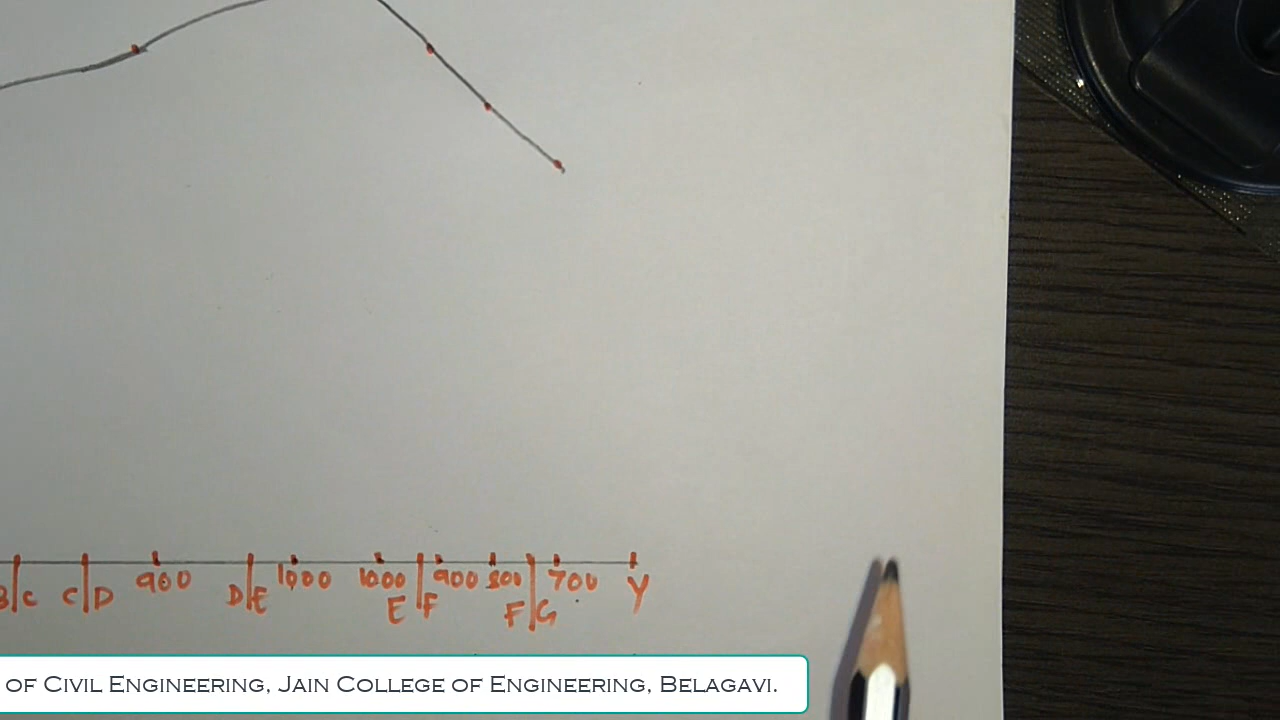 B|C C|D 900 D|E 1000 1000 900 800 700 Y
E|F F|G
of Civil Engineering, Jain College of Engineering, Belagavi.